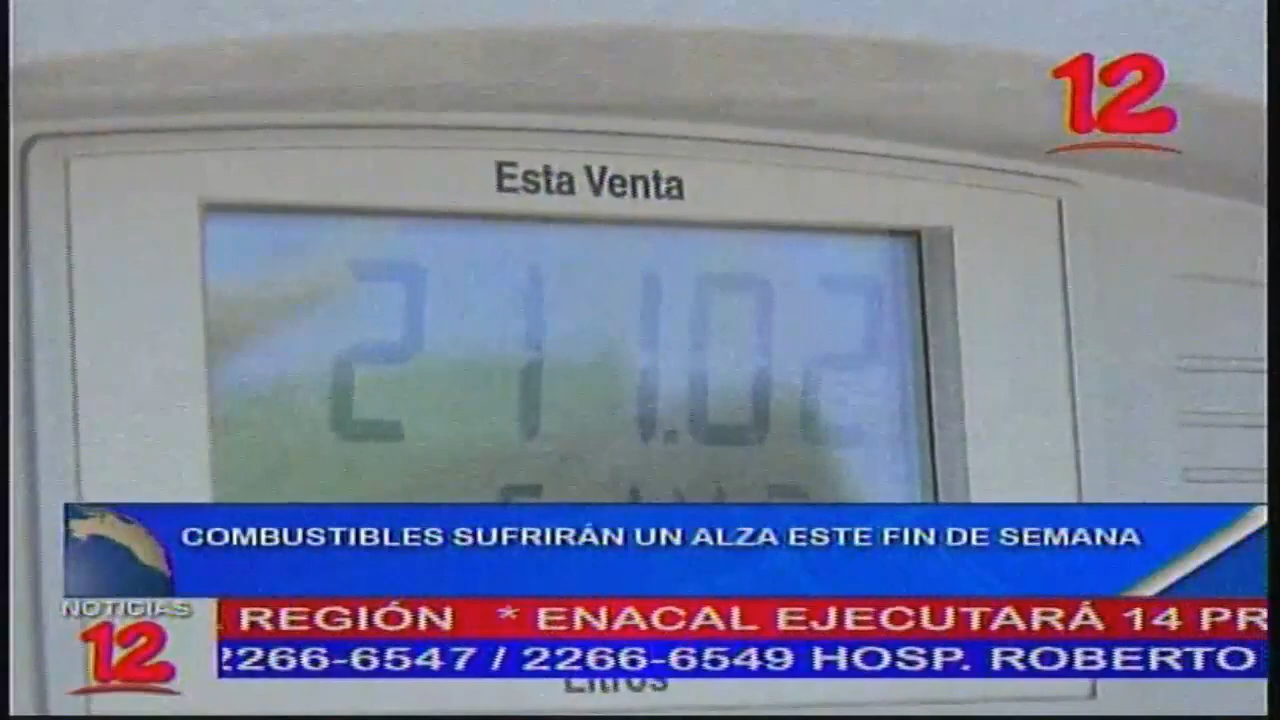 12
Esta Venta
211.02
COMBUSTIBLES SUFRIRÁN UN ALZA ESTE FIN DE SEMANA
NOTICIAS
12
REGIÓN * ENACAL EJECUTARÁ 14 PR
2266-6547 / 2266-6549 HOSP. ROBERTO
Litros